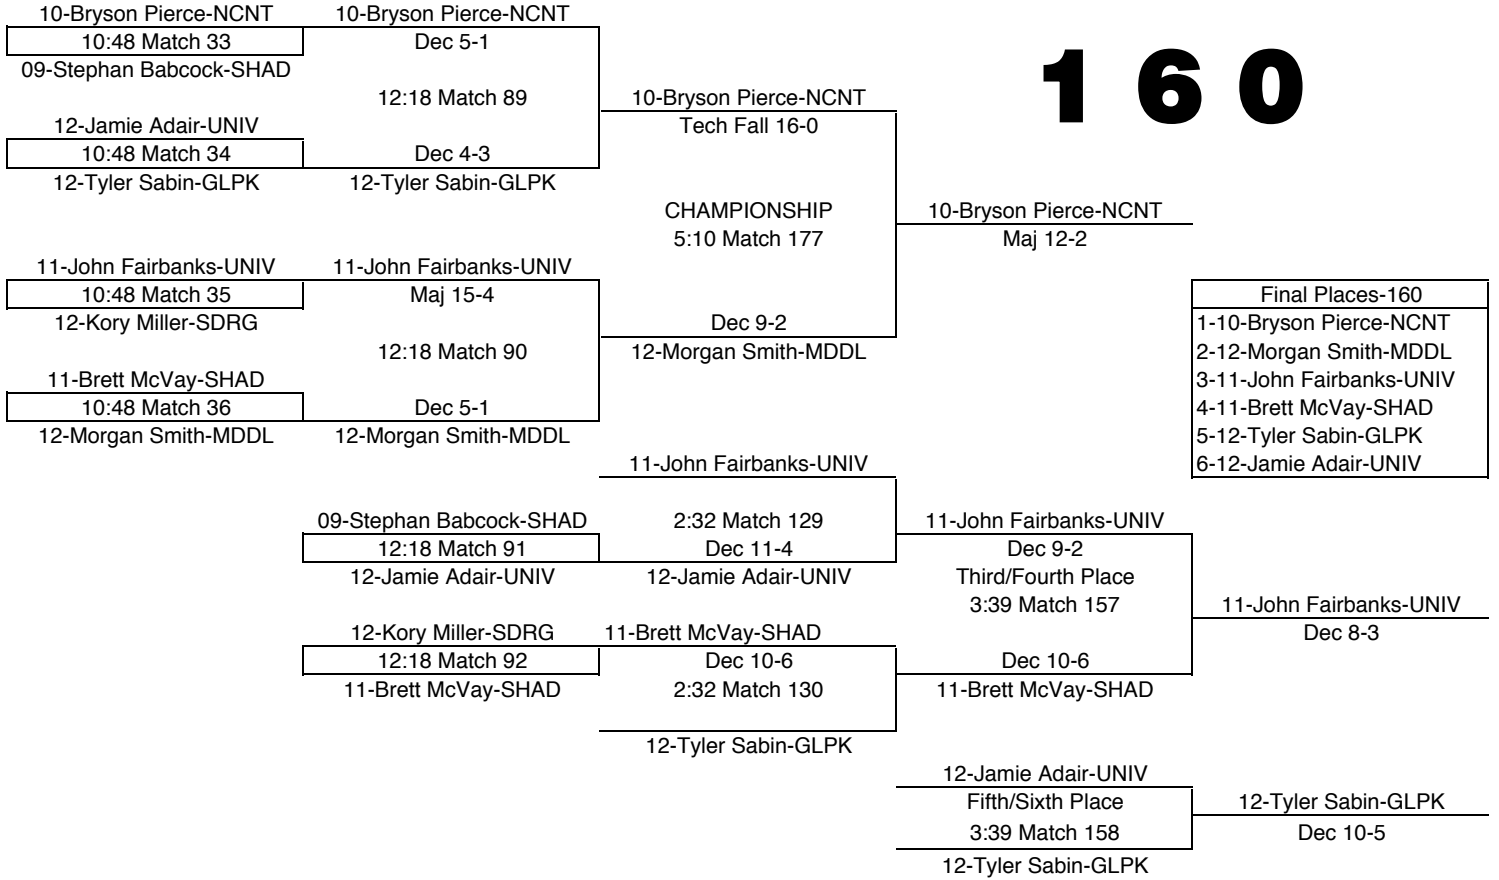 10-Bryson Pierce-NCNT 10-Bryson Pierce-NCNT
10:48 Match 33 Dec 5-1
09-Stephan Babcock-SHAD
1 6 0
12:18 Match 89 10-Bryson Pierce-NCNT
12-Jamie Adair-UNIV Tech Fall 16-0
10:48 Match 34 Dec 4-3
12-Tyler Sabin-GLPK 12-Tyler Sabin-GLPK
CHAMPIONSHIP 10-Bryson Pierce-NCNT
5:10 Match 177 Maj 12-2
11-John Fairbanks-UNIV 11-John Fairbanks-UNIV
10:48 Match 35 Maj 15-4 Final Places-160
12-Kory Miller-SDRG Dec 9-2 1-10-Bryson Pierce-NCNT
12:18 Match 90 12-Morgan Smith-MDDL 2-12-Morgan Smith-MDDL
11-Brett McVay-SHAD 3-11-John Fairbanks-UNIV
10:48 Match 36 Dec 5-1 4-11-Brett McVay-SHAD
12-Morgan Smith-MDDL 12-Morgan Smith-MDDL 5-12-Tyler Sabin-GLPK
11-John Fairbanks-UNIV 6-12-Jamie Adair-UNIV
09-Stephan Babcock-SHAD 2:32 Match 129 11-John Fairbanks-UNIV
12:18 Match 91 Dec 11-4 Dec 9-2
12-Jamie Adair-UNIV 12-Jamie Adair-UNIV Third/Fourth Place
3:39 Match 157 11-John Fairbanks-UNIV
12-Kory Miller-SDRG 11-Brett McVay-SHAD Dec 8-3
12:18 Match 92 Dec 10-6 Dec 10-6
11-Brett McVay-SHAD 2:32 Match 130 11-Brett McVay-SHAD
12-Tyler Sabin-GLPK
12-Jamie Adair-UNIV
Fifth/Sixth Place 12-Tyler Sabin-GLPK
3:39 Match 158 Dec 10-5
12-Tyler Sabin-GLPK